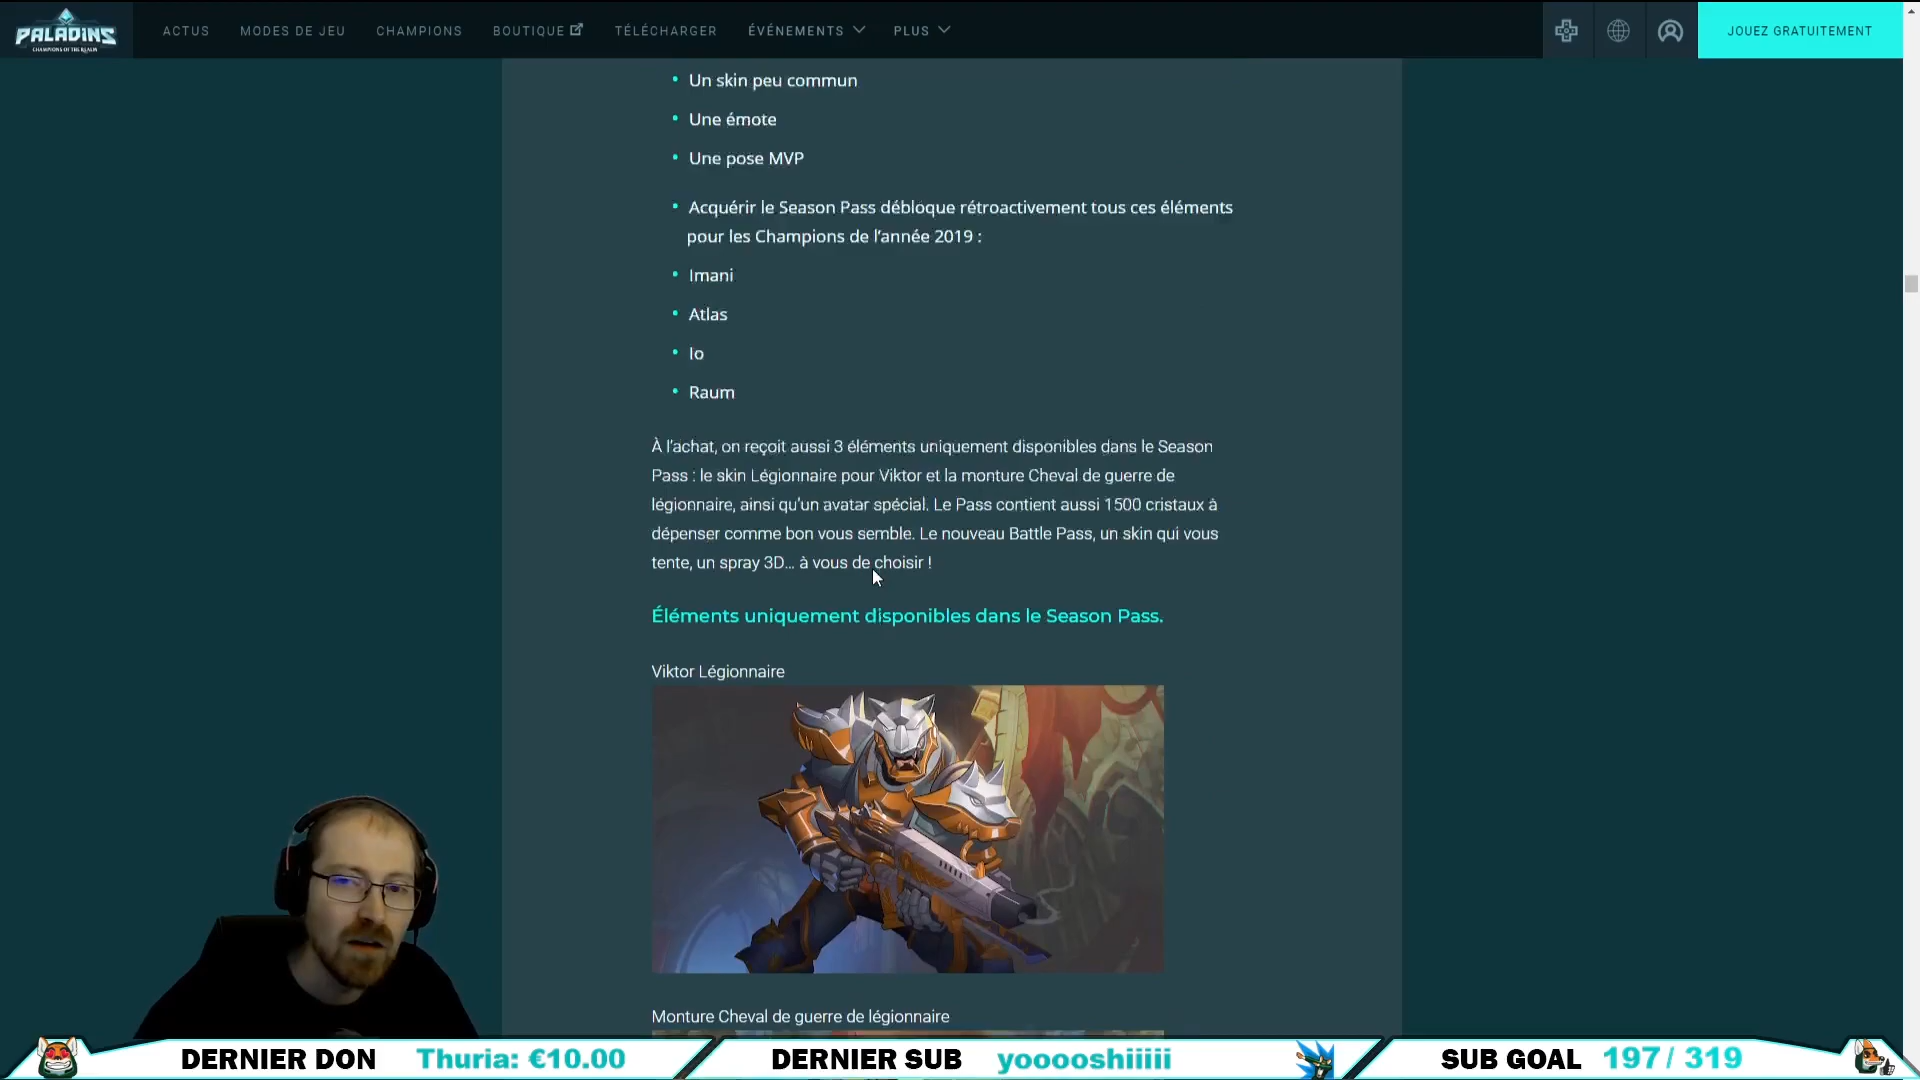 PALADINS
CHAMPIONS OF THE REALM
ACTUS
MODES DE JEU
CHAMPIONS
BOUTIQUE
TÉLÉCHARGER
ÉVÉNEMENTS
PLUS
JOUEZ GRATUITEMENT
Un skin peu commun
Une émote
Une pose MVP
Acquérir le Season Pass débloque rétroactivement tous ces éléments
pour les Champions de l'année 2019 :
Imani
Atlas
Io
Raum
À l'achat, on reçoit aussi 3 éléments uniquement disponibles dans le Season
Pass : le skin Légionnaire pour Viktor et la monture Cheval de guerre de
légionnaire, ainsi qu'un avatar spécial. Le Pass contient aussi 1500 cristaux à
dépenser comme bon vous semble. Le nouveau Battle Pass, un skin qui vous
tente, un spray 3D... à vous de choisir !
Éléments uniquement disponibles dans le Season Pass.
Viktor Légionnaire
Monture Cheval de guerre de légionnaire
DERNIER DON Thuria: €10.00
DERNIER SUB yooooshiiiii
SUB GOAL 197 / 319